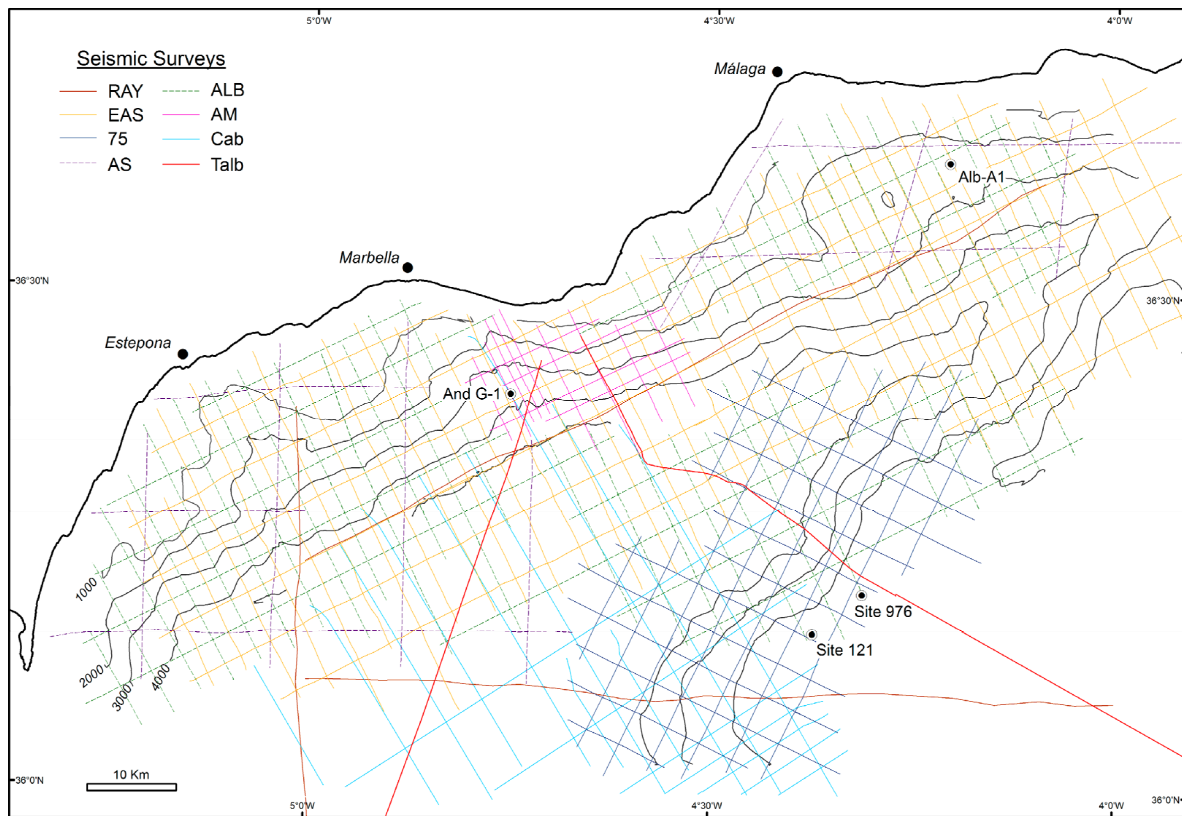 5°0'W 4°30'W 4°0'W
Seismic Surveys
RAY ALB
EAS AM
75 Cab
AS Talb
Málaga
Alb-A1
Marbella
36°30'N
36°30'N
Estepona
And G-1
1000
Site 976
Site 121
2000
3000
4000
10 Km
36°0'N
36°0'N
5°0'W 4°30'W 4°0'W